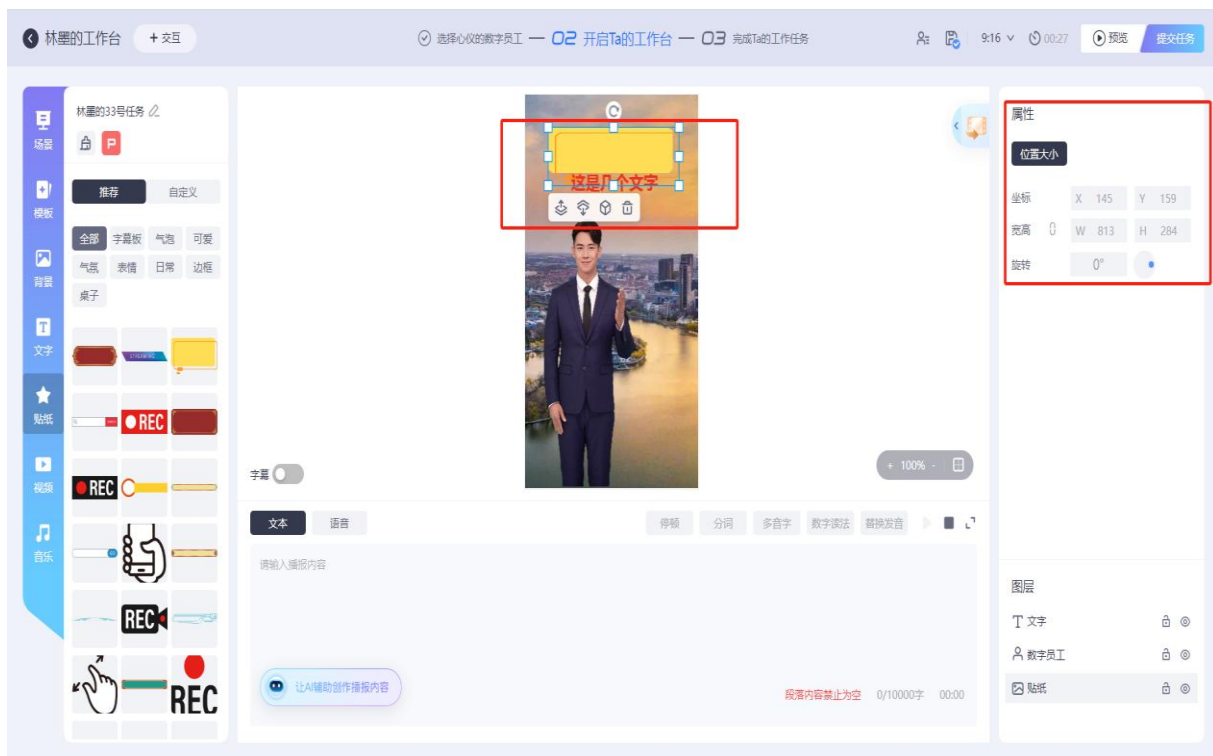 林墨的工作台 + 交互
选择心仪的数字员工 — 02 开启Ta的工作台 — 03 完成Ta的工作任务
9:16 00:27 预览 提交任务
场景
模板
背景
文字
贴纸
视频
音乐
林墨的33号任务
P
推荐 自定义
全部 字幕板 气泡 可爱
气氛 表情 日常 边框
桌子
REC
REC
REC
REC
这是几个文字
字幕
+ 100% -
文本 语音
停顿 分词 多音字 数字读法 替换发音
请输入播报内容
让AI辅助创作播报内容
段落内容禁止为空 0/10000字 00:00
属性
位置大小
坐标 X 145 Y 159
宽高 W 813 H 284
旋转 0°
图层
T 文字
数字员工
贴纸